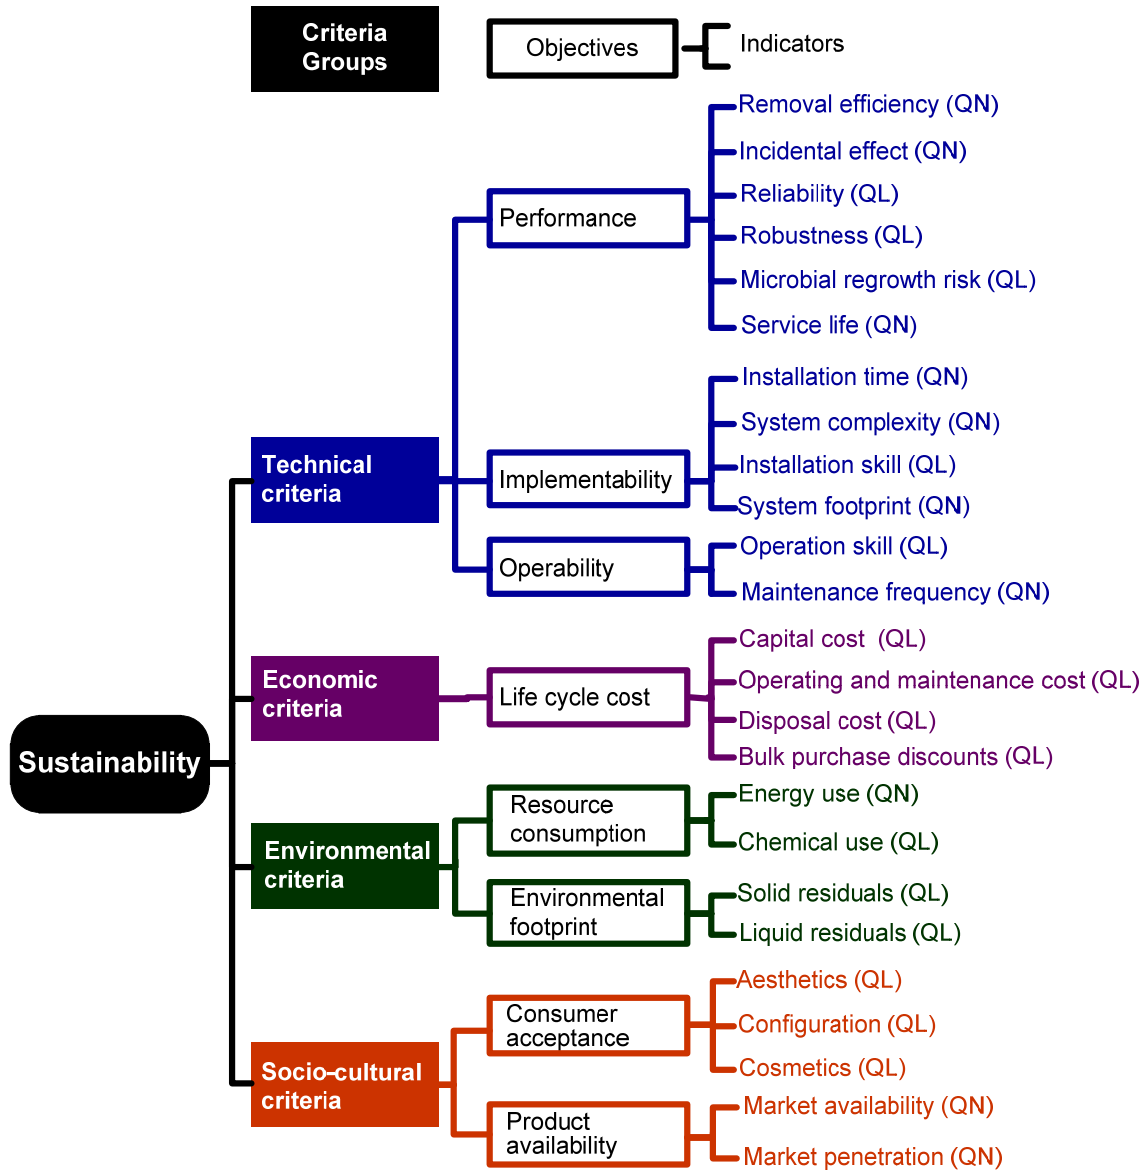 Criteria
Groups
Objectives
Indicators
Removal efficiency (QN)
Incidental effect (QN)
Reliability (QL)
Performance
Robustness (QL)
Microbial regrowth risk (QL)
Service life (QN)
Installation time (QN)
System complexity (QN)
Technical
criteria
Implementability
Installation skill (QL)
System footprint (QN)
Operation skill (QL)
Operability
Maintenance frequency (QN)
Capital cost  (QL)
Economic
criteria
Life cycle cost
Operating and maintenance cost (QL)
Disposal cost (QL)
Bulk purchase discounts (QL)
Sustainability
Energy use (QN)
Resource
consumption
Chemical use (QL)
Environmental
criteria
Solid residuals (QL)
Environmental
footprint
Liquid residuals (QL)
Aesthetics (QL)
Consumer
acceptance
Configuration (QL)
Cosmetics (QL)
Socio-cultural
criteria
Market availability (QN)
Product
availability
Market penetration (QN)